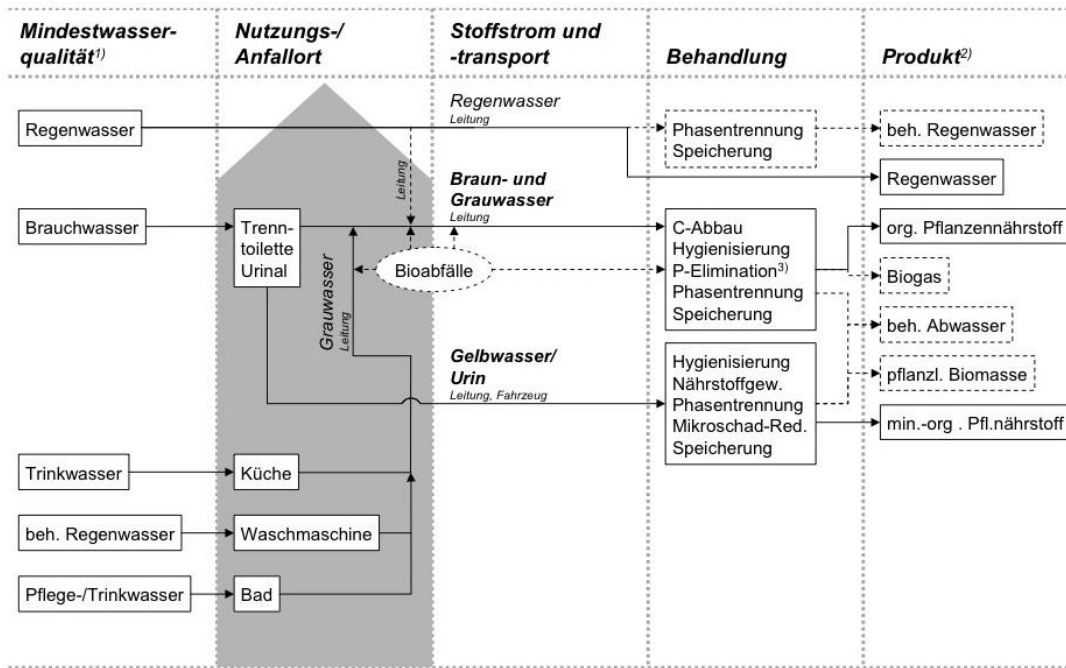 Mindestwasser-
qualität1)
Nutzungs-/
Anfallort
Stoffstrom und
-transport
Behandlung
Produkt2)
Regenwasser
Regenwasser
Leitung
Phasentrennung
Speicherung
beh. Regenwasser
Regenwasser
Leitung
Braun- und
Grauwasser
Leitung
Brauchwasser
Trenn-
toilette
Urinal
Bioabfälle
Grauwasser
Leitung
C-Abbau
Hygienisierung
P-Elimination3)
Phasentrennung
Speicherung
org. Pflanzennährstoff
Biogas
beh. Abwasser
pflanzl. Biomasse
Gelbwasser/
Urin
Leitung, Fahrzeug
Hygienisierung
Nährstoffgew.
Phasentrennung
Mikroschad-Red.
Speicherung
min.-org . Pfl.nährstoff
Trinkwasser
Küche
beh. Regenwasser
Waschmaschine
Pflege-/Trinkwasser
Bad